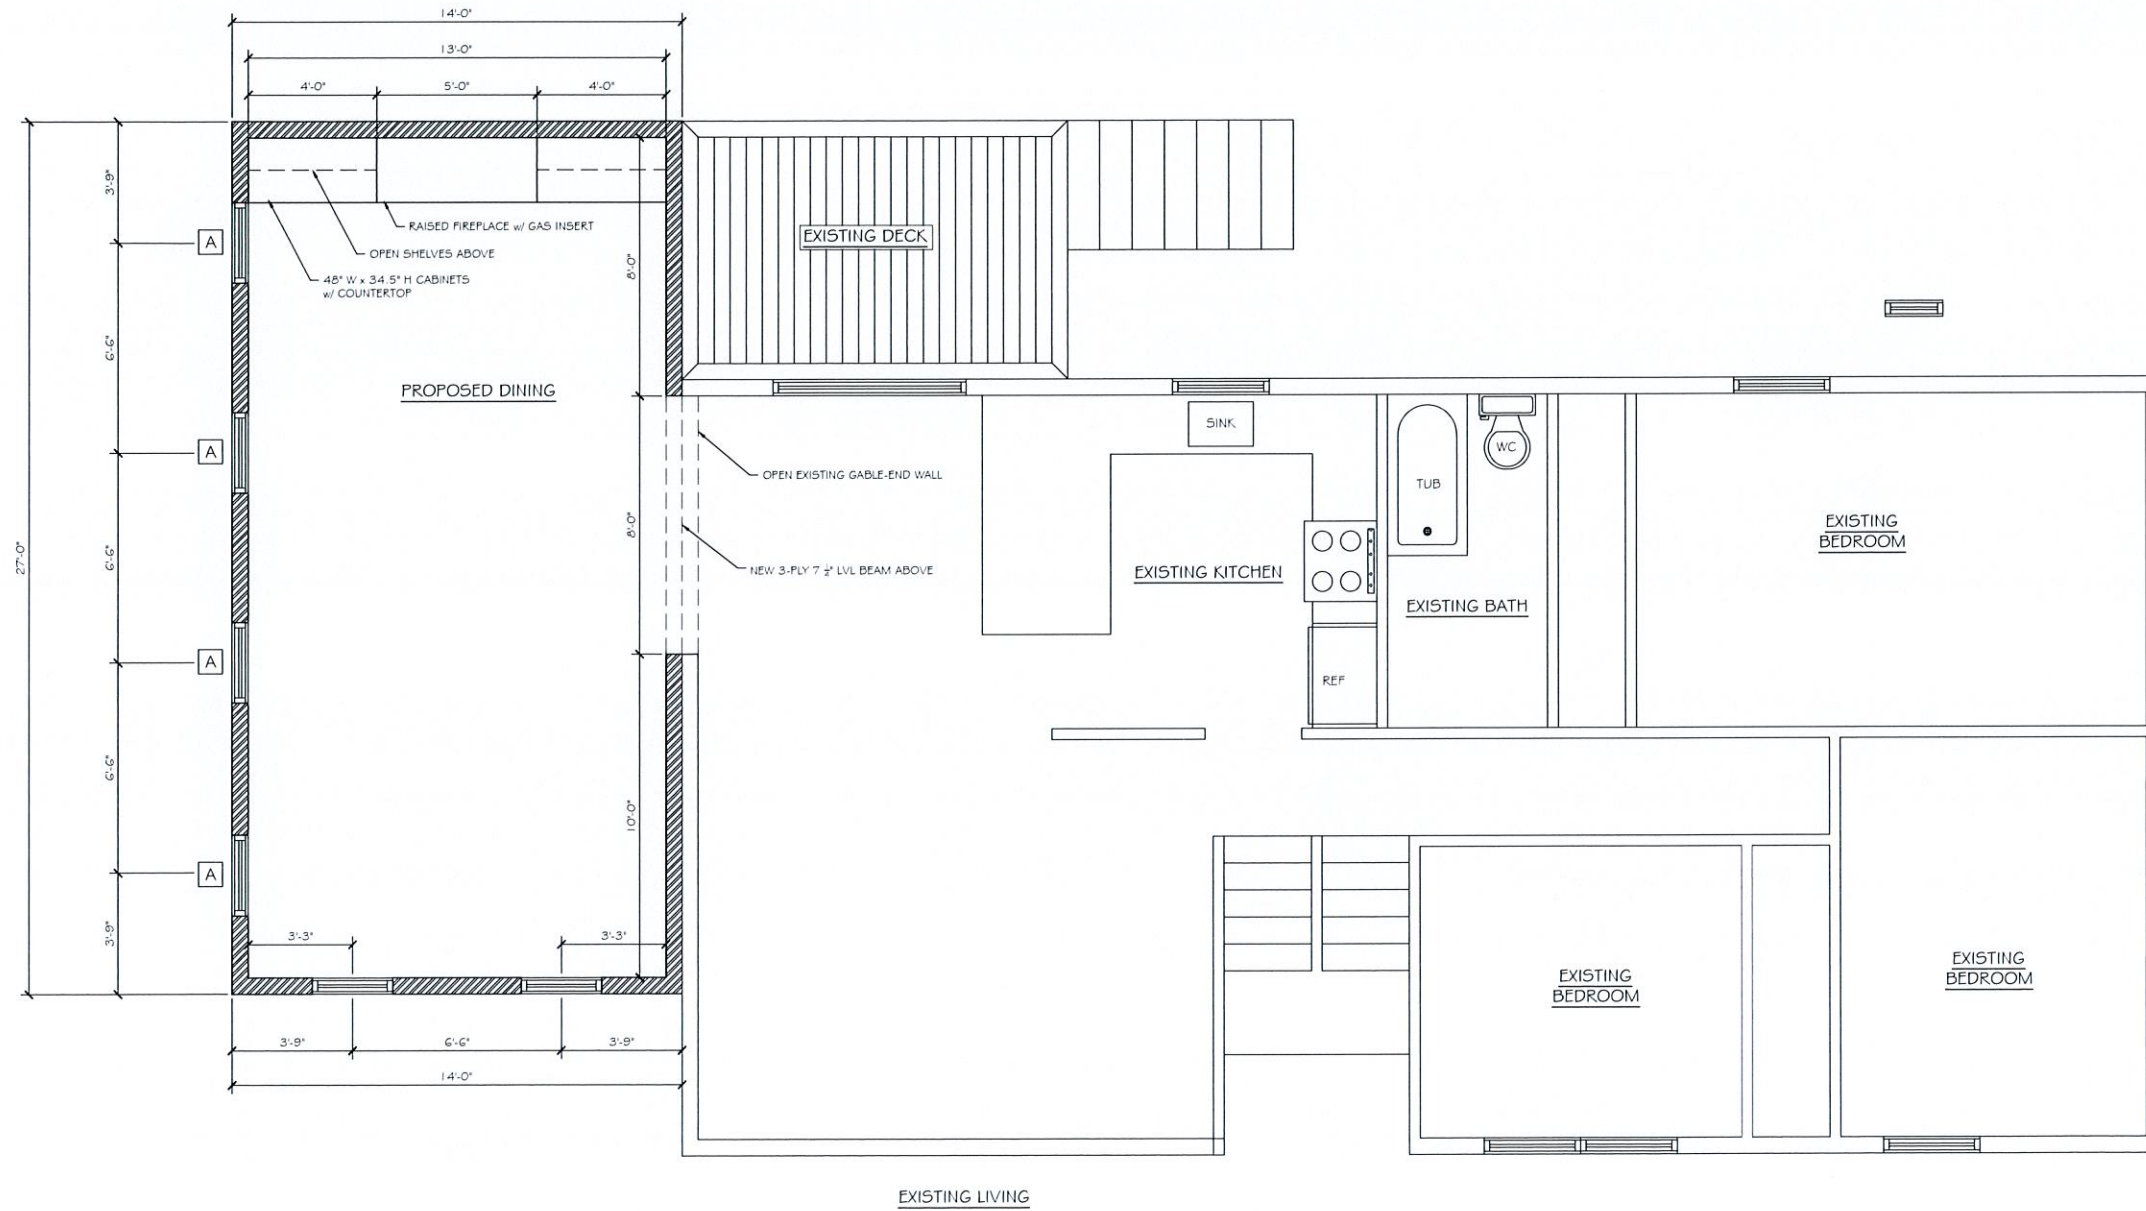 14'-0"
13'-0"
4'-0"
5'-0"
4'-0"
3'-9"
A
RAISED FIREPLACE w/ GAS INSERT
OPEN SHELVES ABOVE
48" W x 34.5" H CABINETS
w/ COUNTERTOP
8'-0"
EXISTING DECK
6'-6"
PROPOSED DINING
A
SINK
WC
TUB
OPEN EXISTING GABLE-END WALL
8'-0"
NEW 3-PLY 7 ½" LVL BEAM ABOVE
EXISTING KITCHEN
EXISTING BATH
EXISTING
BEDROOM
27'-0"
6'-6"
A
REF
6'-6"
10'-0"
A
3'-9"
3'-3"
3'-3"
EXISTING
BEDROOM
EXISTING
BEDROOM
3'-9"
6'-6"
3'-9"
14'-0"
EXISTING LIVING